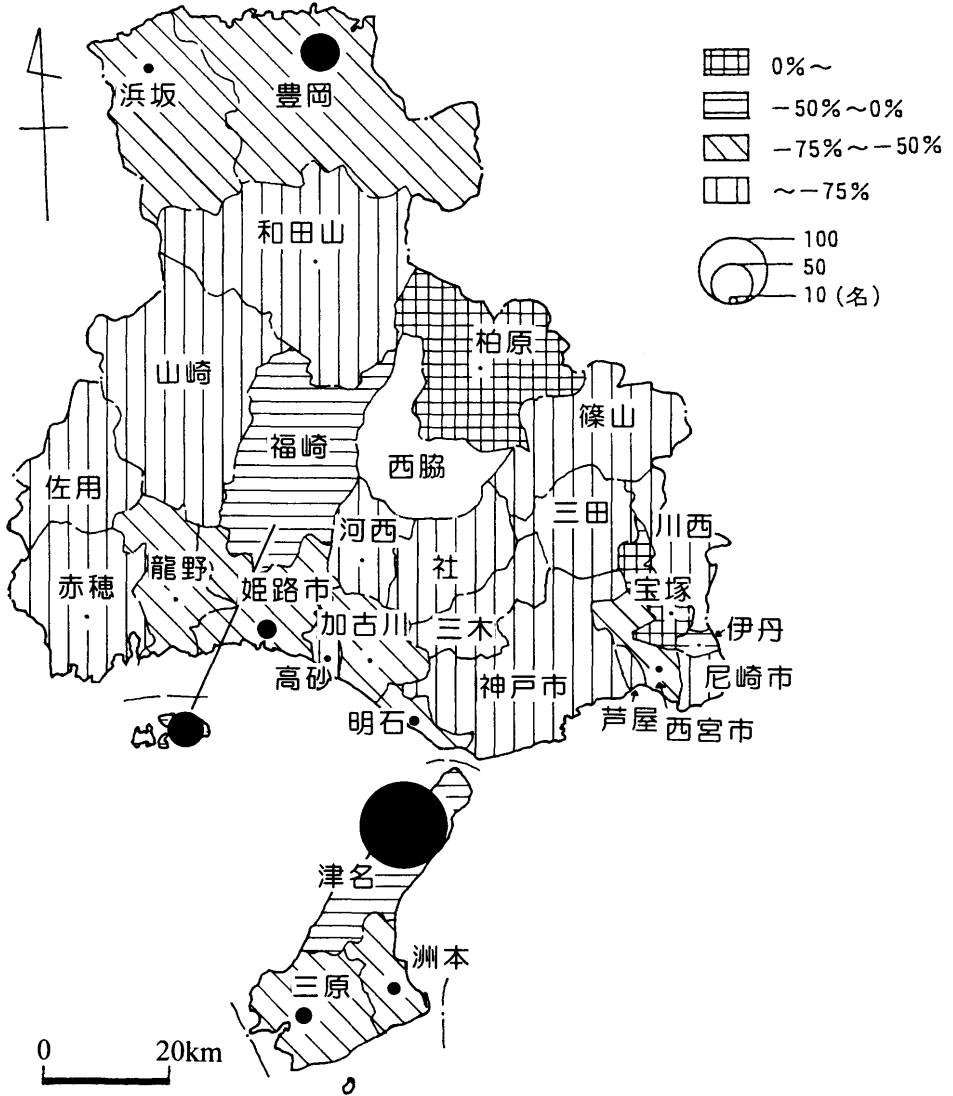 浜坂
豊岡
0%～
-50%～0%
-75%～-50%
～-75%
100
50
10(名)
和田山
柏原
山崎
篠山
福崎
西脇
佐用
三田
河西
川西
社
龍野
赤穂
姫路市
宝塚
加古川
三木
伊丹
高砂
神戸市
尼崎市
明石
芦屋
西宮市
津名
洲本
三原
0
20km